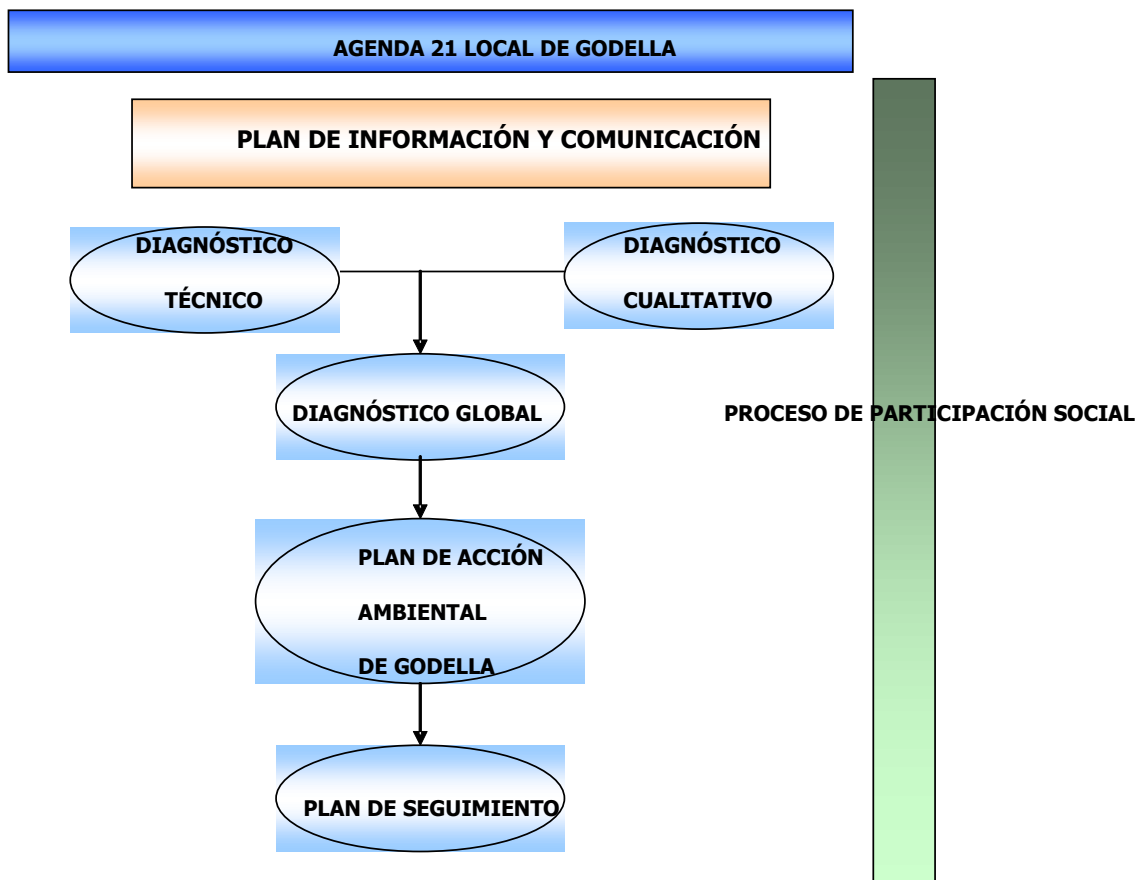 AGENDA 21 LOCAL DE GODELLA
PLAN DE INFORMACIÓN Y COMUNICACIÓN
DIAGNÓSTICO
TÉCNICO
DIAGNÓSTICO
CUALITATIVO
DIAGNÓSTICO GLOBAL
PROCESO DE PARTICIPACIÓN SOCIAL
PLAN DE ACCIÓN
AMBIENTAL
DE GODELLA
PLAN DE SEGUIMIENTO